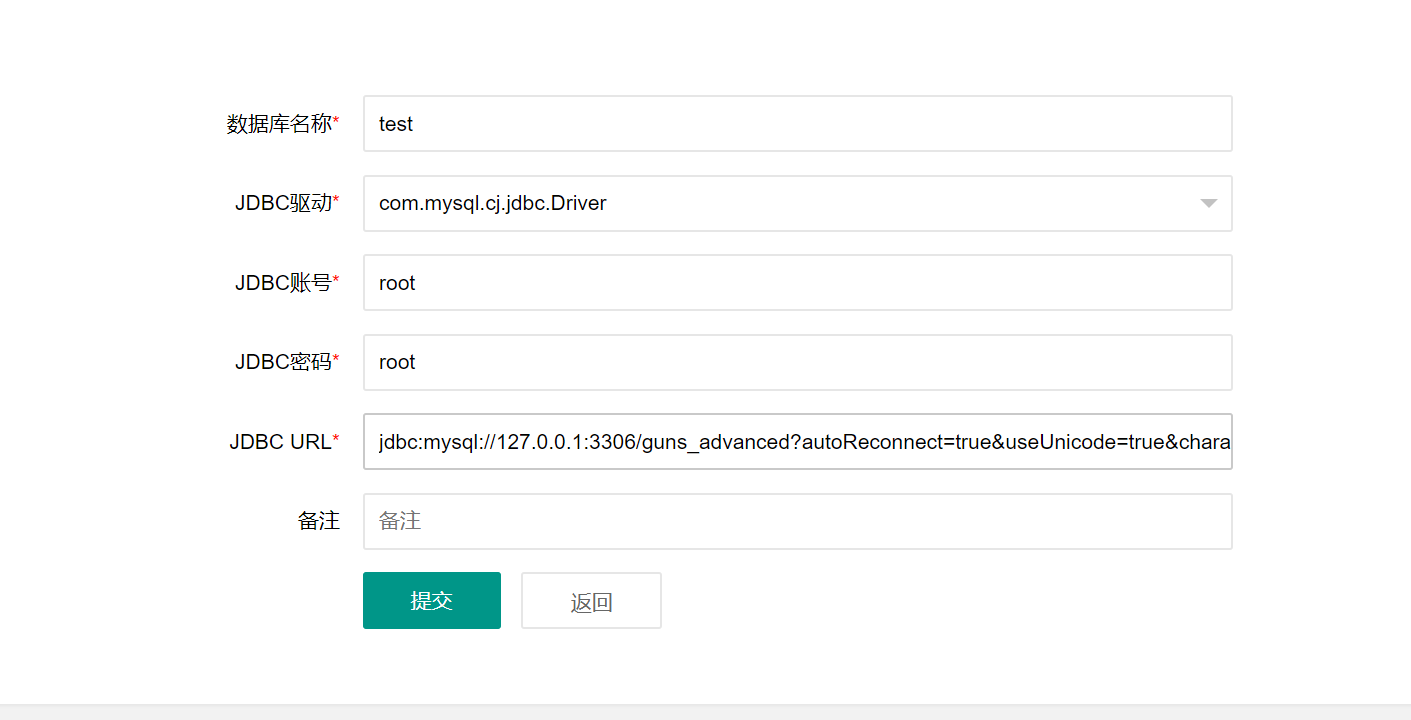 数据库名称* test
JDBC驱动* com.mysql.cj.jdbc.Driver
JDBC账号* root
JDBC密码* root
JDBC URL* jdbc:mysql://127.0.0.1:3306/guns_advanced?autoReconnect=true&useUnicode=true&chara
备注 备注
提交 返回